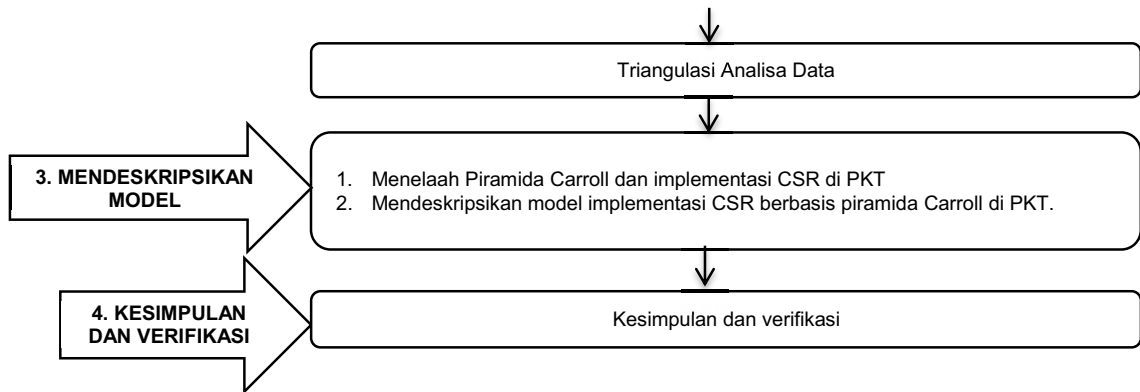 Triangulasi Analisa Data
3. MENDESKRIPSIKAN
MODEL
1. Menelaah Piramida Carroll dan implementasi CSR di PKT
2. Mendeskripsikan model implementasi CSR berbasis piramida Carroll di PKT.
4. KESIMPULAN
DAN VERIFIKASI
Kesimpulan dan verifikasi